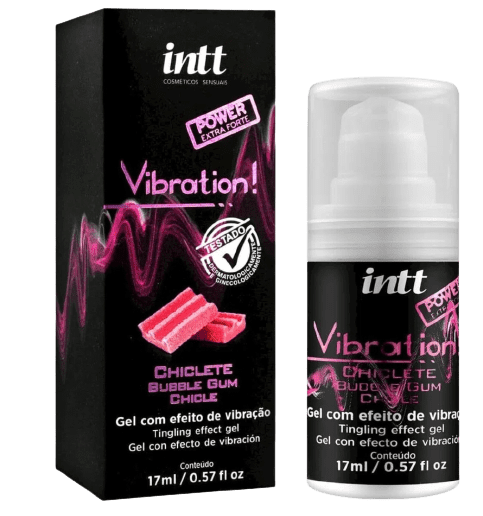 intt
COSMÉTICOS SENSUAIS
POWER
EXTRA FORTE
Vibration!
TESTADO
DERMATOLOGICAMENTE
E GINECOLOGICAMENTE
CHICLETE
BUBBLE GUM
CHICLE
Gel com efeito de vibração
Tingling effect gel
Gel con efecto de vibración
Conteúdo
17ml / 0.57 fl oz
intt
POWER
Vibration!
CHICLETE
BUBBLE GUM
CHICLE
Gel com efeito de vibraç
Tingling effect gel
Gel con efecto de vibración
Conteúdo
17ml / 0.57 fl oz